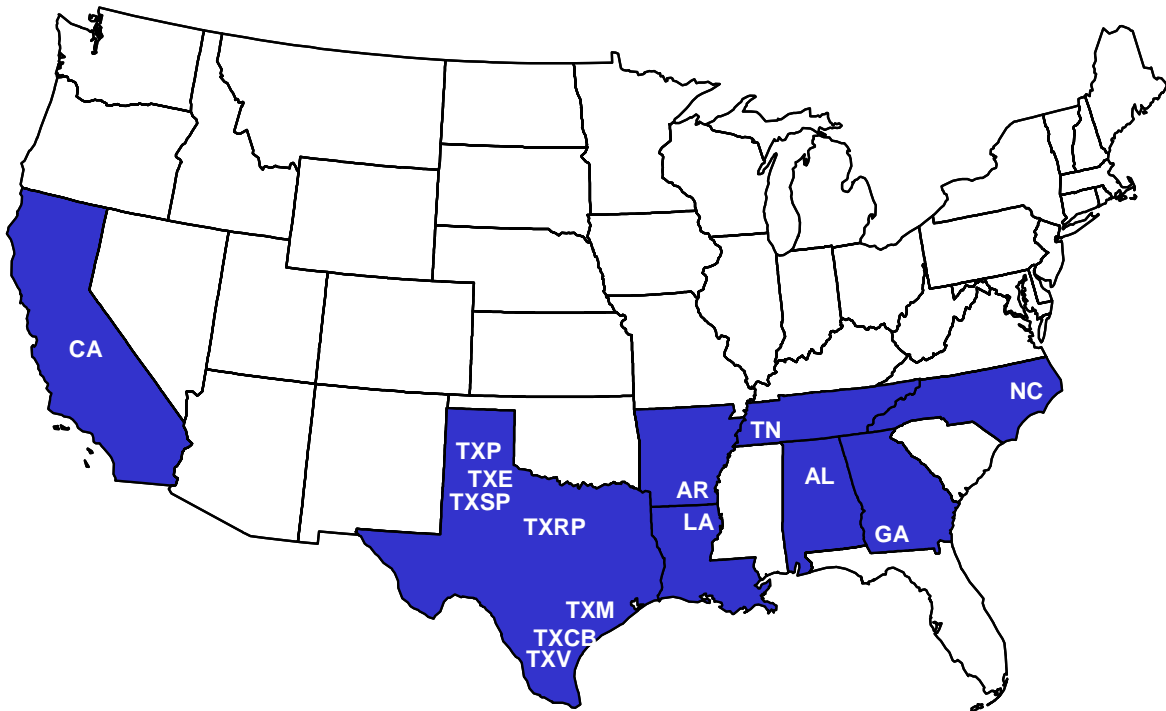 CA
NC
TN
TXP
TXE
AL
AR
TXSP
LA
TXRP
GA
TXM
TXCB
TXV